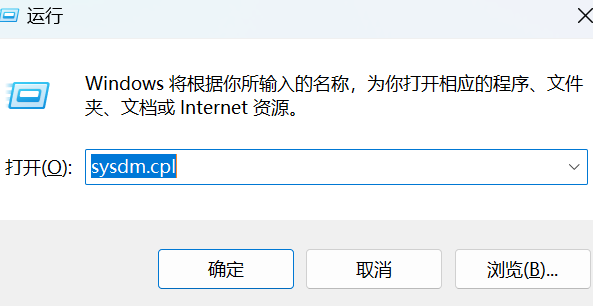 运行
Windows 将根据你所输入的名称，为你打开相应的程序、文件
夹、文档或 Internet 资源。
打开(O): sysdm.cpl
确定 取消 浏览(B)...